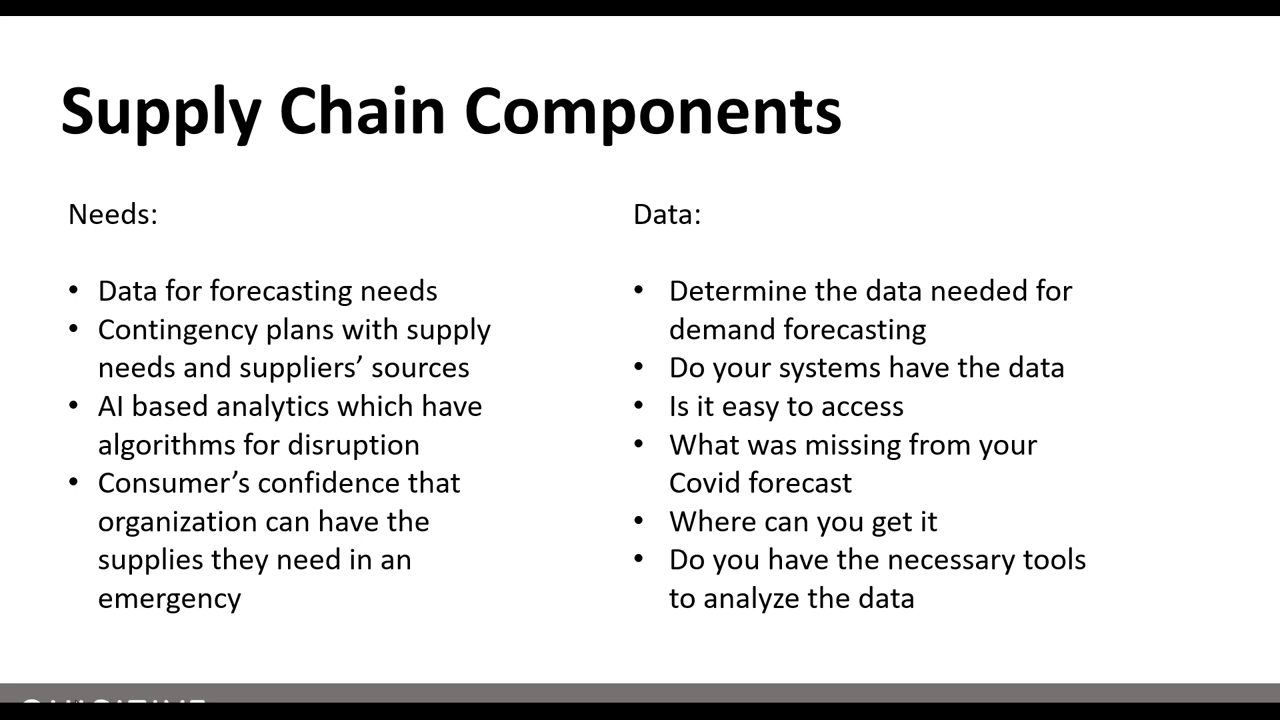 Supply Chain Components
Needs:
• Data for forecasting needs
• Contingency plans with supply
needs and suppliers’ sources
• AI based analytics which have
algorithms for disruption
• Consumer’s confidence that
organization can have the
supplies they need in an
emergency
Data:
• Determine the data needed for
demand forecasting
• Do your systems have the data
• Is it easy to access
• What was missing from your
Covid forecast
• Where can you get it
• Do you have the necessary tools
to analyze the data